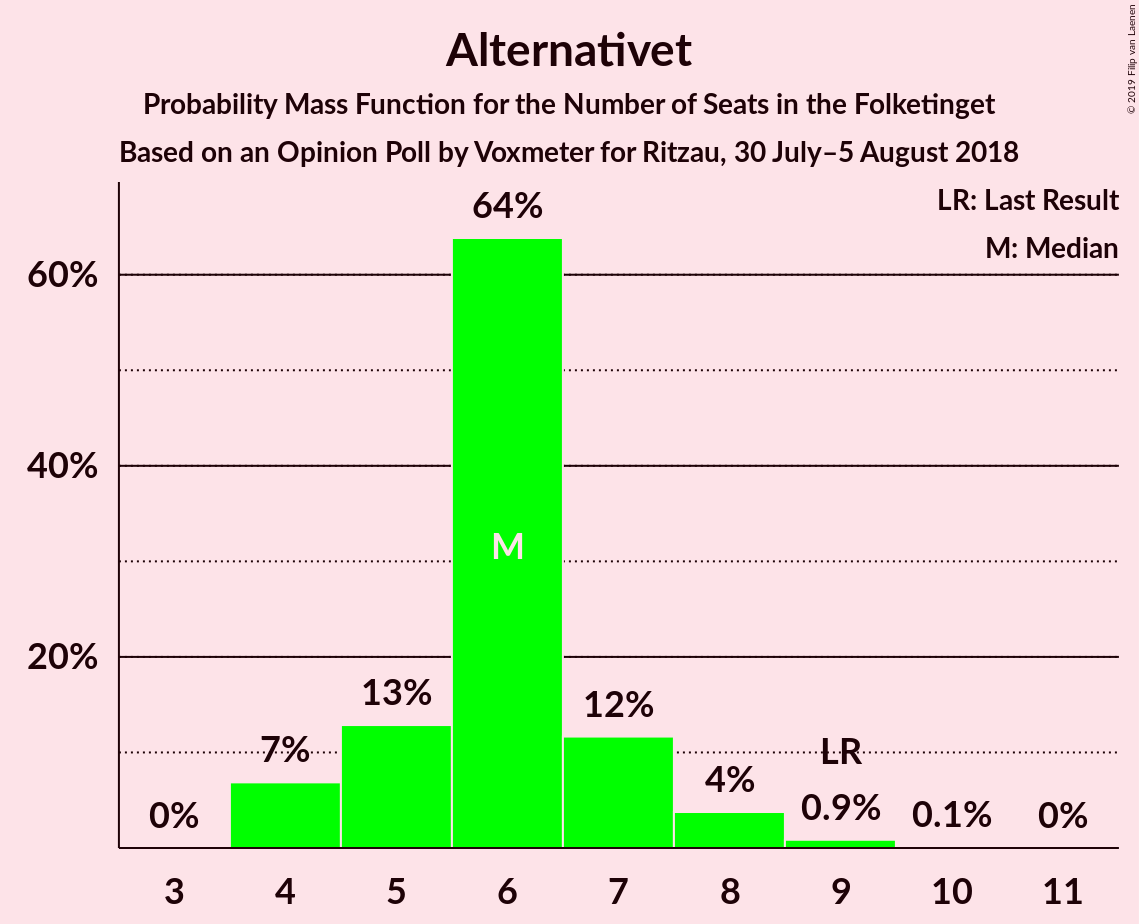 Alternativet
Probability Mass Function for the Number of Seats in the Folketinget
Based on an Opinion Poll by Voxmeter for Ritzau, 30 July–5 August 2018
© 2019 Filip van Laenen
LR: Last Result
M: Median
60%
40%
20%
0%
7%
13%
64%
M
12%
4%
LR
0.9%
0.1%
0%
3 4 5 6 7 8 9 10 11